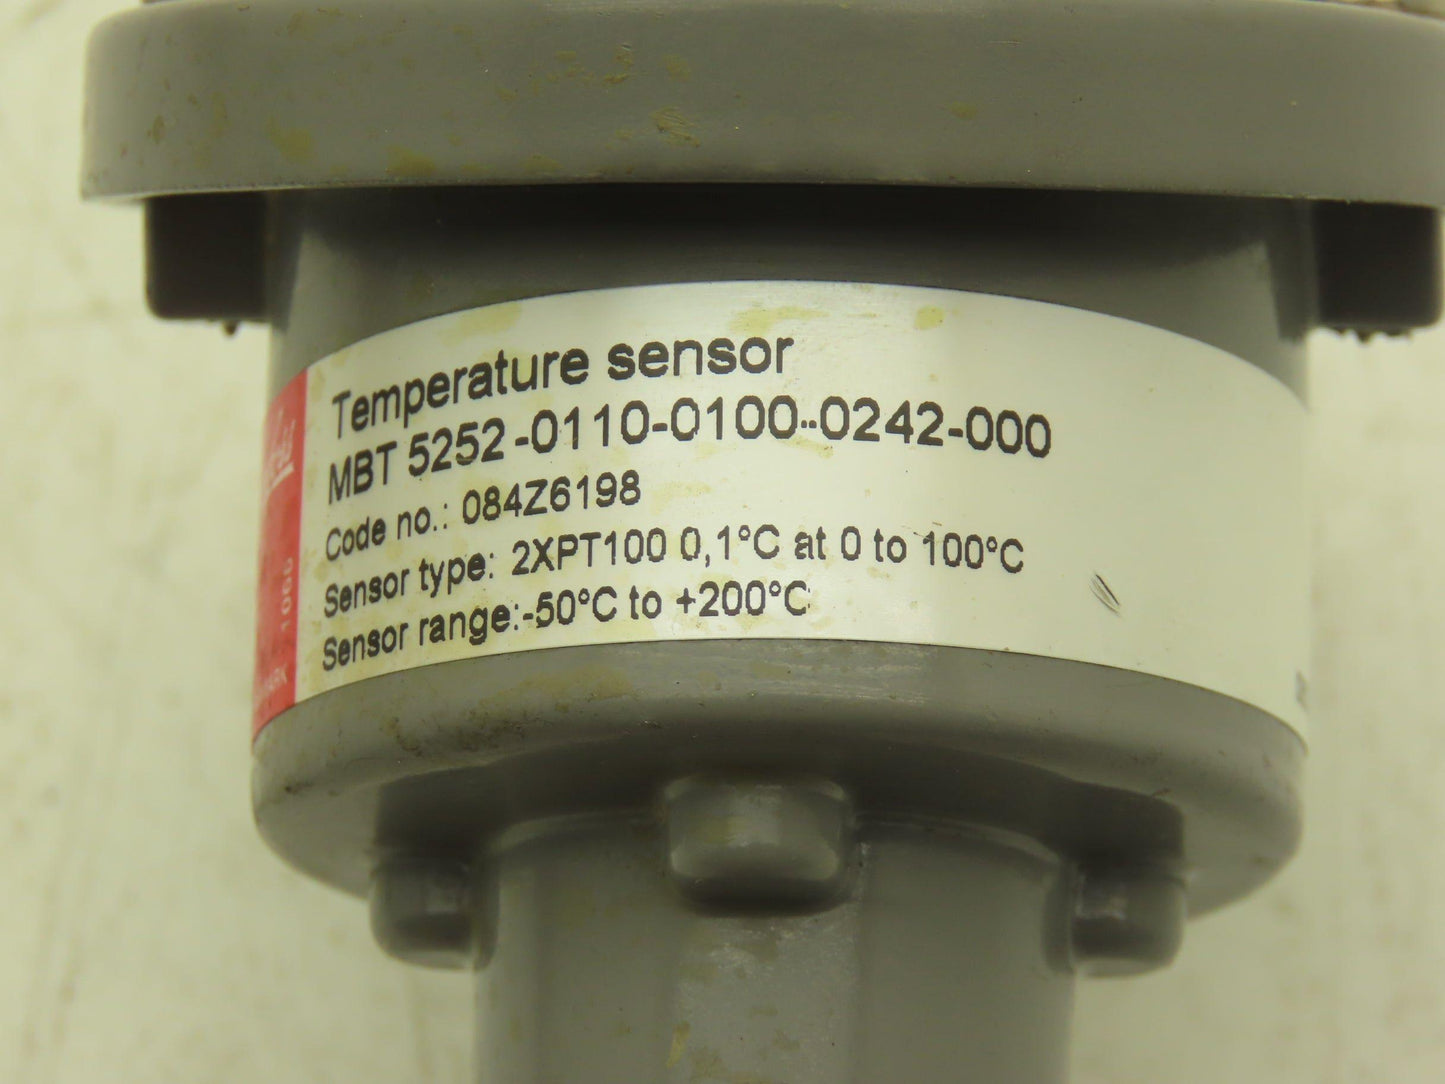 Temperature sensor
MBT 5252-0110-0100-0242-000
Code no.: 084Z6198
Sensor type: 2XPT100 0,1°C at 0 to 100°C
Sensor range:-50°C to +200°C